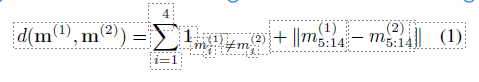 d(m^{(1)}, m^{(2)}) = \sum_{i=1}^{4} 1_{m_i^{(1)} \neq m_i^{(2)}} + \|m_{5:14}^{(1)} - m_{5:14}^{(2)}\| (1)